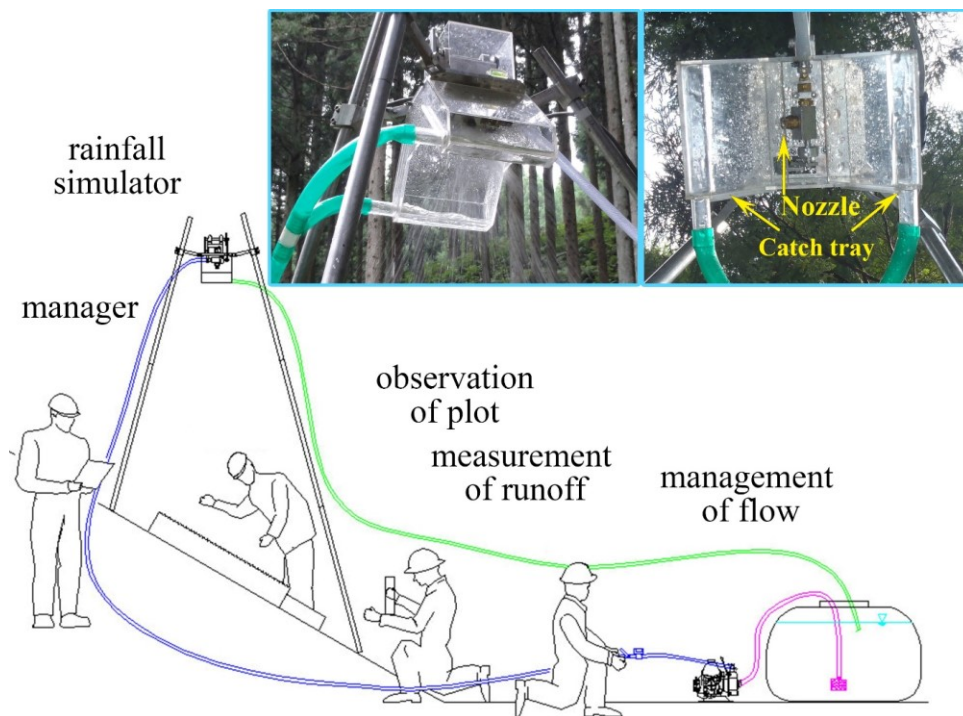 rainfall
simulator
manager
observation
of plot
measurement
of runoff
management
of flow
Nozzle
Catch tray